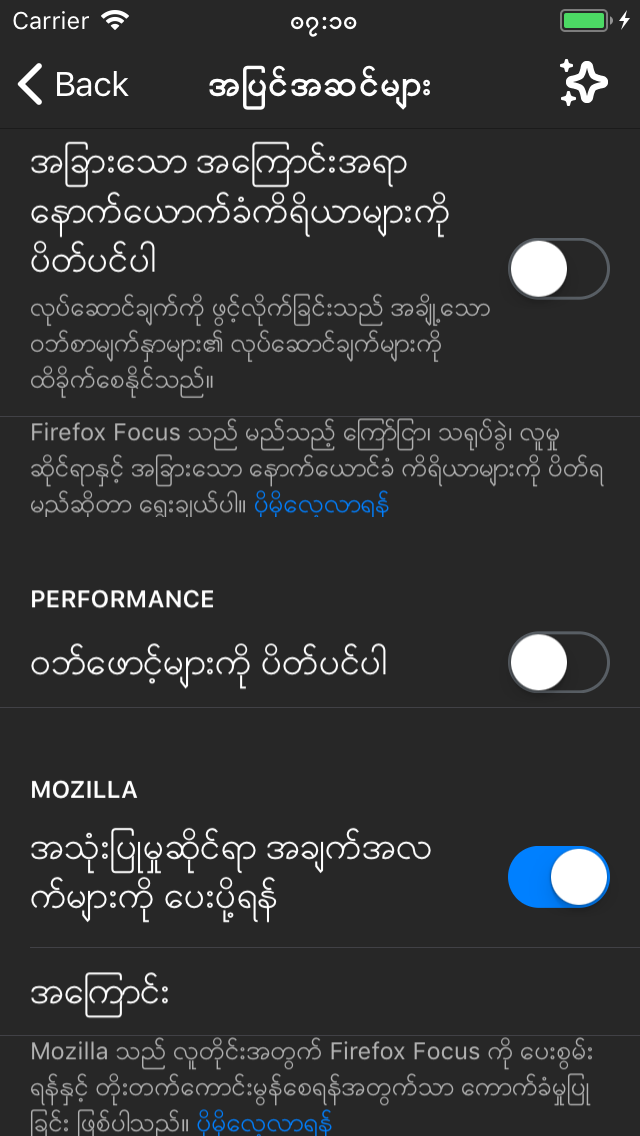 Carrier
၀၇:၁၀
Back
အပြင်အဆင်များ
အခြားသော အကြောင်းအရာ
နောက်ယောက်ခံကိရိယာများကို
ပိတ်ပင်ပါ
လုပ်ဆောင်ချက်ကို ဖွင့်လိုက်ခြင်းသည် အချို့သော
ဝဘ်စာမျက်နှာများ၏ လုပ်ဆောင်ချက်များကို
ထိခိုက်စေနိုင်သည်။
Firefox Focus သည် မည်သည့် ကြော်ငြာ၊ သရုပ်ခွဲ၊ လူမှု
ဆိုင်ရာနှင့် အခြားသော နောက်ယောင်ခံ ကိရိယာများကို ပိတ်ရ
မည်ဆိုတာ ရွေးချယ်ပါ။ ပိုမိုလေ့လာရန်
PERFORMANCE
ဝဘ်ဖောင့်များကို ပိတ်ပင်ပါ
MOZILLA
အသုံးပြုမှုဆိုင်ရာ အချက်အလ
က်များကို ပေးပို့ရန်
အကြောင်း
Mozilla သည် လူတိုင်းအတွက် Firefox Focus ကို ပေးစွမ်း
ရန်နှင့် တိုးတက်ကောင်းမွန်စေရန်အတွက်သာ ကောက်ခံမှုပြု
ခြင်း ဖြစ်ပါသည်။ ပိုမိုလေ့လာရန်